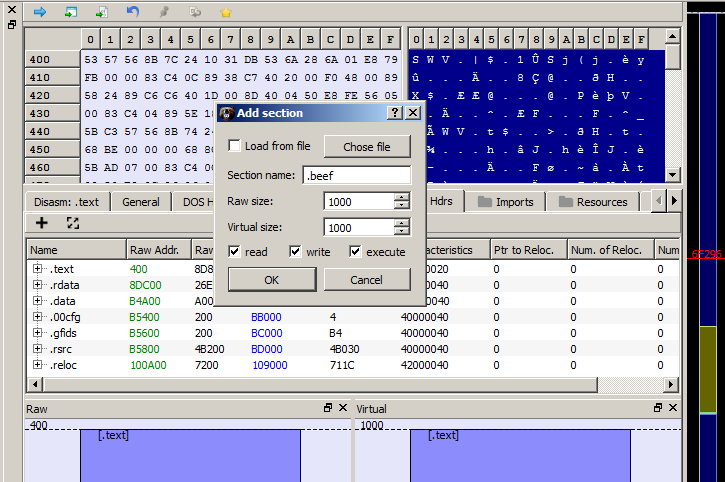 0 1 2 3 4 5 6 7 8 9 A B C D E F
0 1 2 3 4 5 6 7 8 9 A B C D E F
400 53 57 56 8B 7C 24 10 31 DB 53 6A 28 6A 01 E8 79
S W V . | $ . 1 Û S j ( j . è y
410 FB 00 00 83 C4 0C 89 38 C7 40 20 00 F0 48 00 89
û . . . Ä . . 8 Ç @ . . ð H . .
420 58 24 89 C6 C6 40 1D 00 8D 40 04 50 E8 FE 56 05
X $ . Æ Æ @ . . . @ . P è þ V .
430 00 83 C4 04 89 5E
. . Ä . . ^ . Æ F . . F . ^ _
440 5B C3 57 56 8B 74 24
Ã W V . t $ . . > . ð H . t .
450 68 BE 00 00 00 68
. h â J . h è Î J . è
460 5B AD 07 00 83 C4
Add section
Load from file
Chose file
Section name:
.beef
Raw size:
1000
Virtual size:
1000
read
write
execute
OK
Cancel
Disasm: .text
General
DOS H
Hdrs
Imports
Resources
Name
Raw Addr.
Raw
aracteristics
Ptr to Reloc.
Num. of Reloc.
Num
.text 400 8D8 0000020 0 0 0
.rdata 8DC00 26E 0000040 0 0 0
.data B4A00 A00 0000040 0 0 0
.00cfg B5400 200 BB000 4 40000040 0 0 0
.gfids B5600 200 BC000 B4 40000040 0 0 0
.rsrc B5800 4B200 BD000 4B030 40000040 0 0 0
.reloc 100A00 7200 109000 711C 42000040 0 0 0
Raw
Virtual
400
1000
[.text]
[.text]
6F296